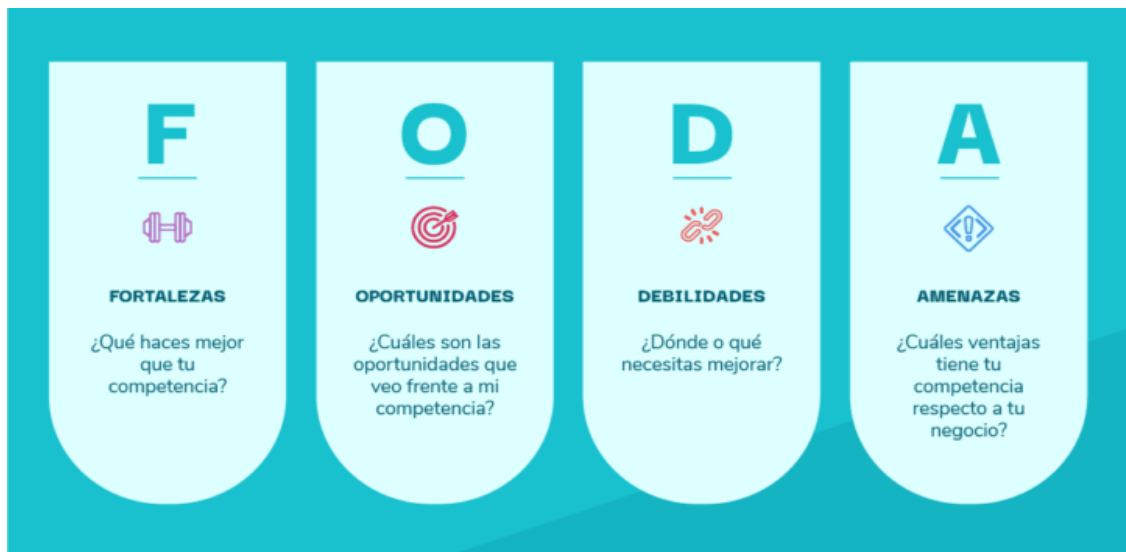 F
FORTALEZAS
¿Qué haces mejor
que tu
competencia?
O
OPORTUNIDADES
¿Cuáles son las
oportunidades que
veo frente a mi
competencia?
D
DEBILIDADES
¿Dónde o qué
necesitas mejorar?
A
AMENAZAS
¿Cuáles ventajas
tiene tu
competencia
respecto a tu
negocio?